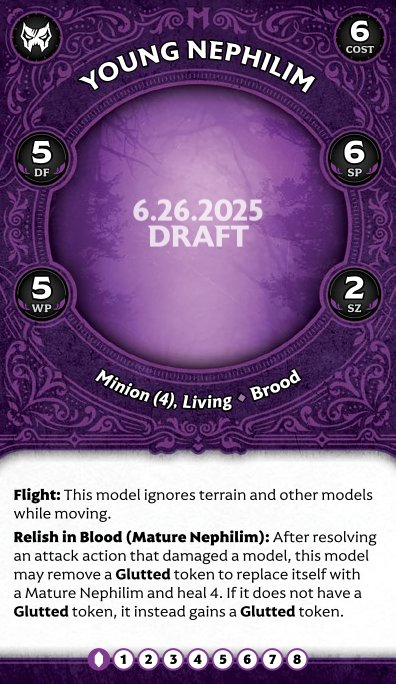 YOUNG NEPHILIM
6
COST
5
DF
6
SP
6.26.2025
DRAFT
5
WP
2
SZ
Minion (4), Living ◆ Brood
Flight: This model ignores terrain and other models
while moving.
Relish in Blood (Mature Nephilim): After resolving
an attack action that damaged a model, this model
may remove a Glutted token to replace itself with
a Mature Nephilim and heal 4. If it does not have a
Glutted token, it instead gains a Glutted token.
1 2 3 4 5 6 7 8